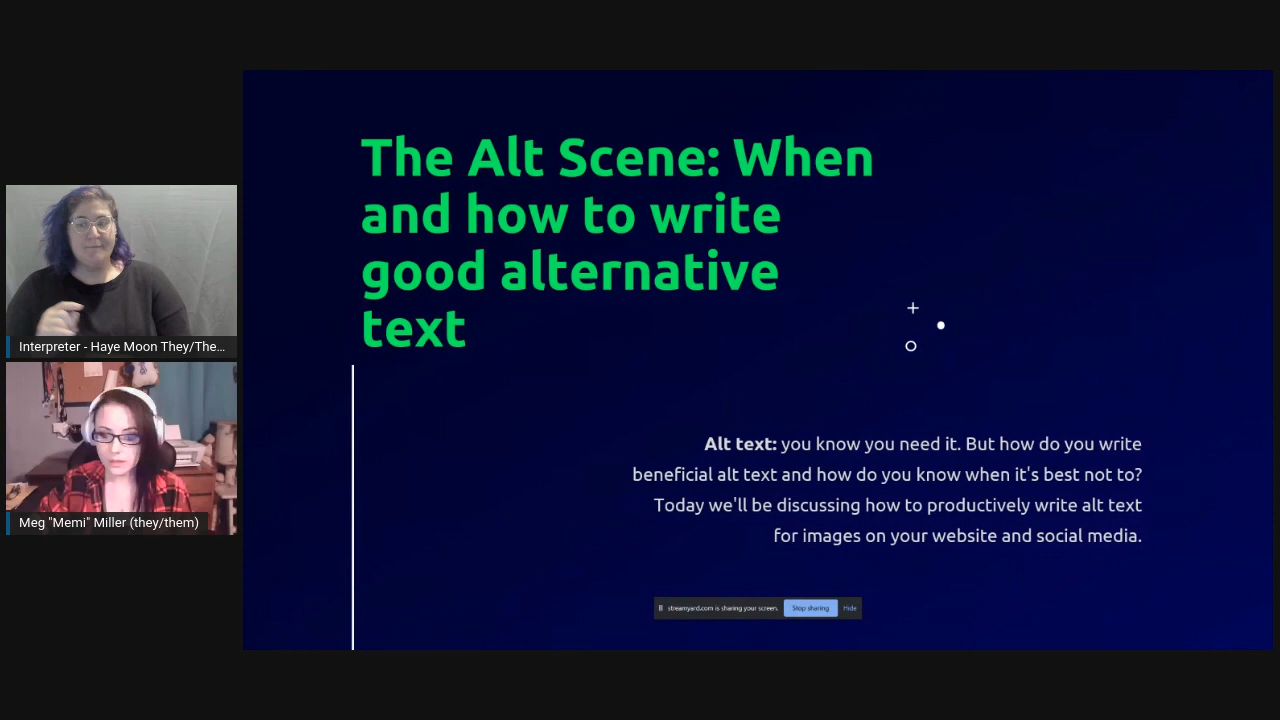 The Alt Scene: When
and how to write
good alternative
text
Alt text: you know you need it. But how do you write
beneficial alt text and how do you know when it's best not to?
Today we'll be discussing how to productively write alt text
for images on your website and social media.
streamyard.com is sharing your screen. Stop sharing Hide
Interpreter - Haye Moon They/The…
Meg "Memi" Miller (they/them)